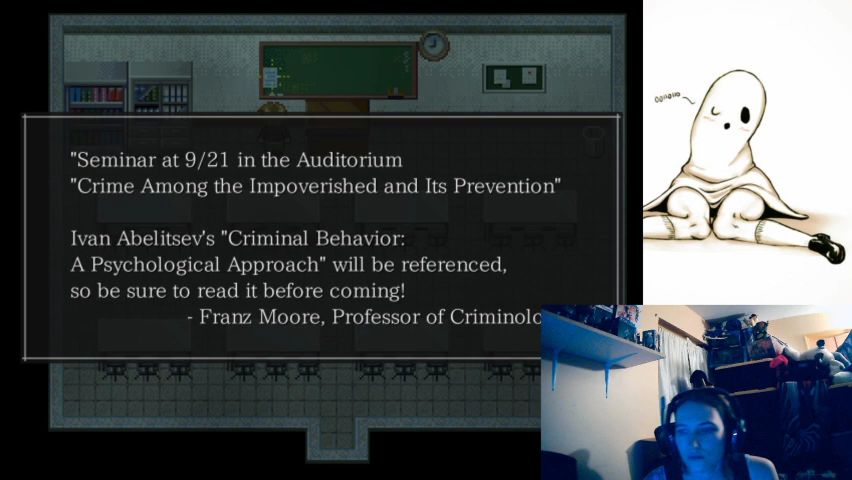 "Seminar at 9/21 in the Auditorium
"Crime Among the Impoverished and Its Prevention"
Ivan Abelitsev's "Criminal Behavior:
A Psychological Approach" will be referenced,
so be sure to read it before coming!
- Franz Moore, Professor of Criminolo